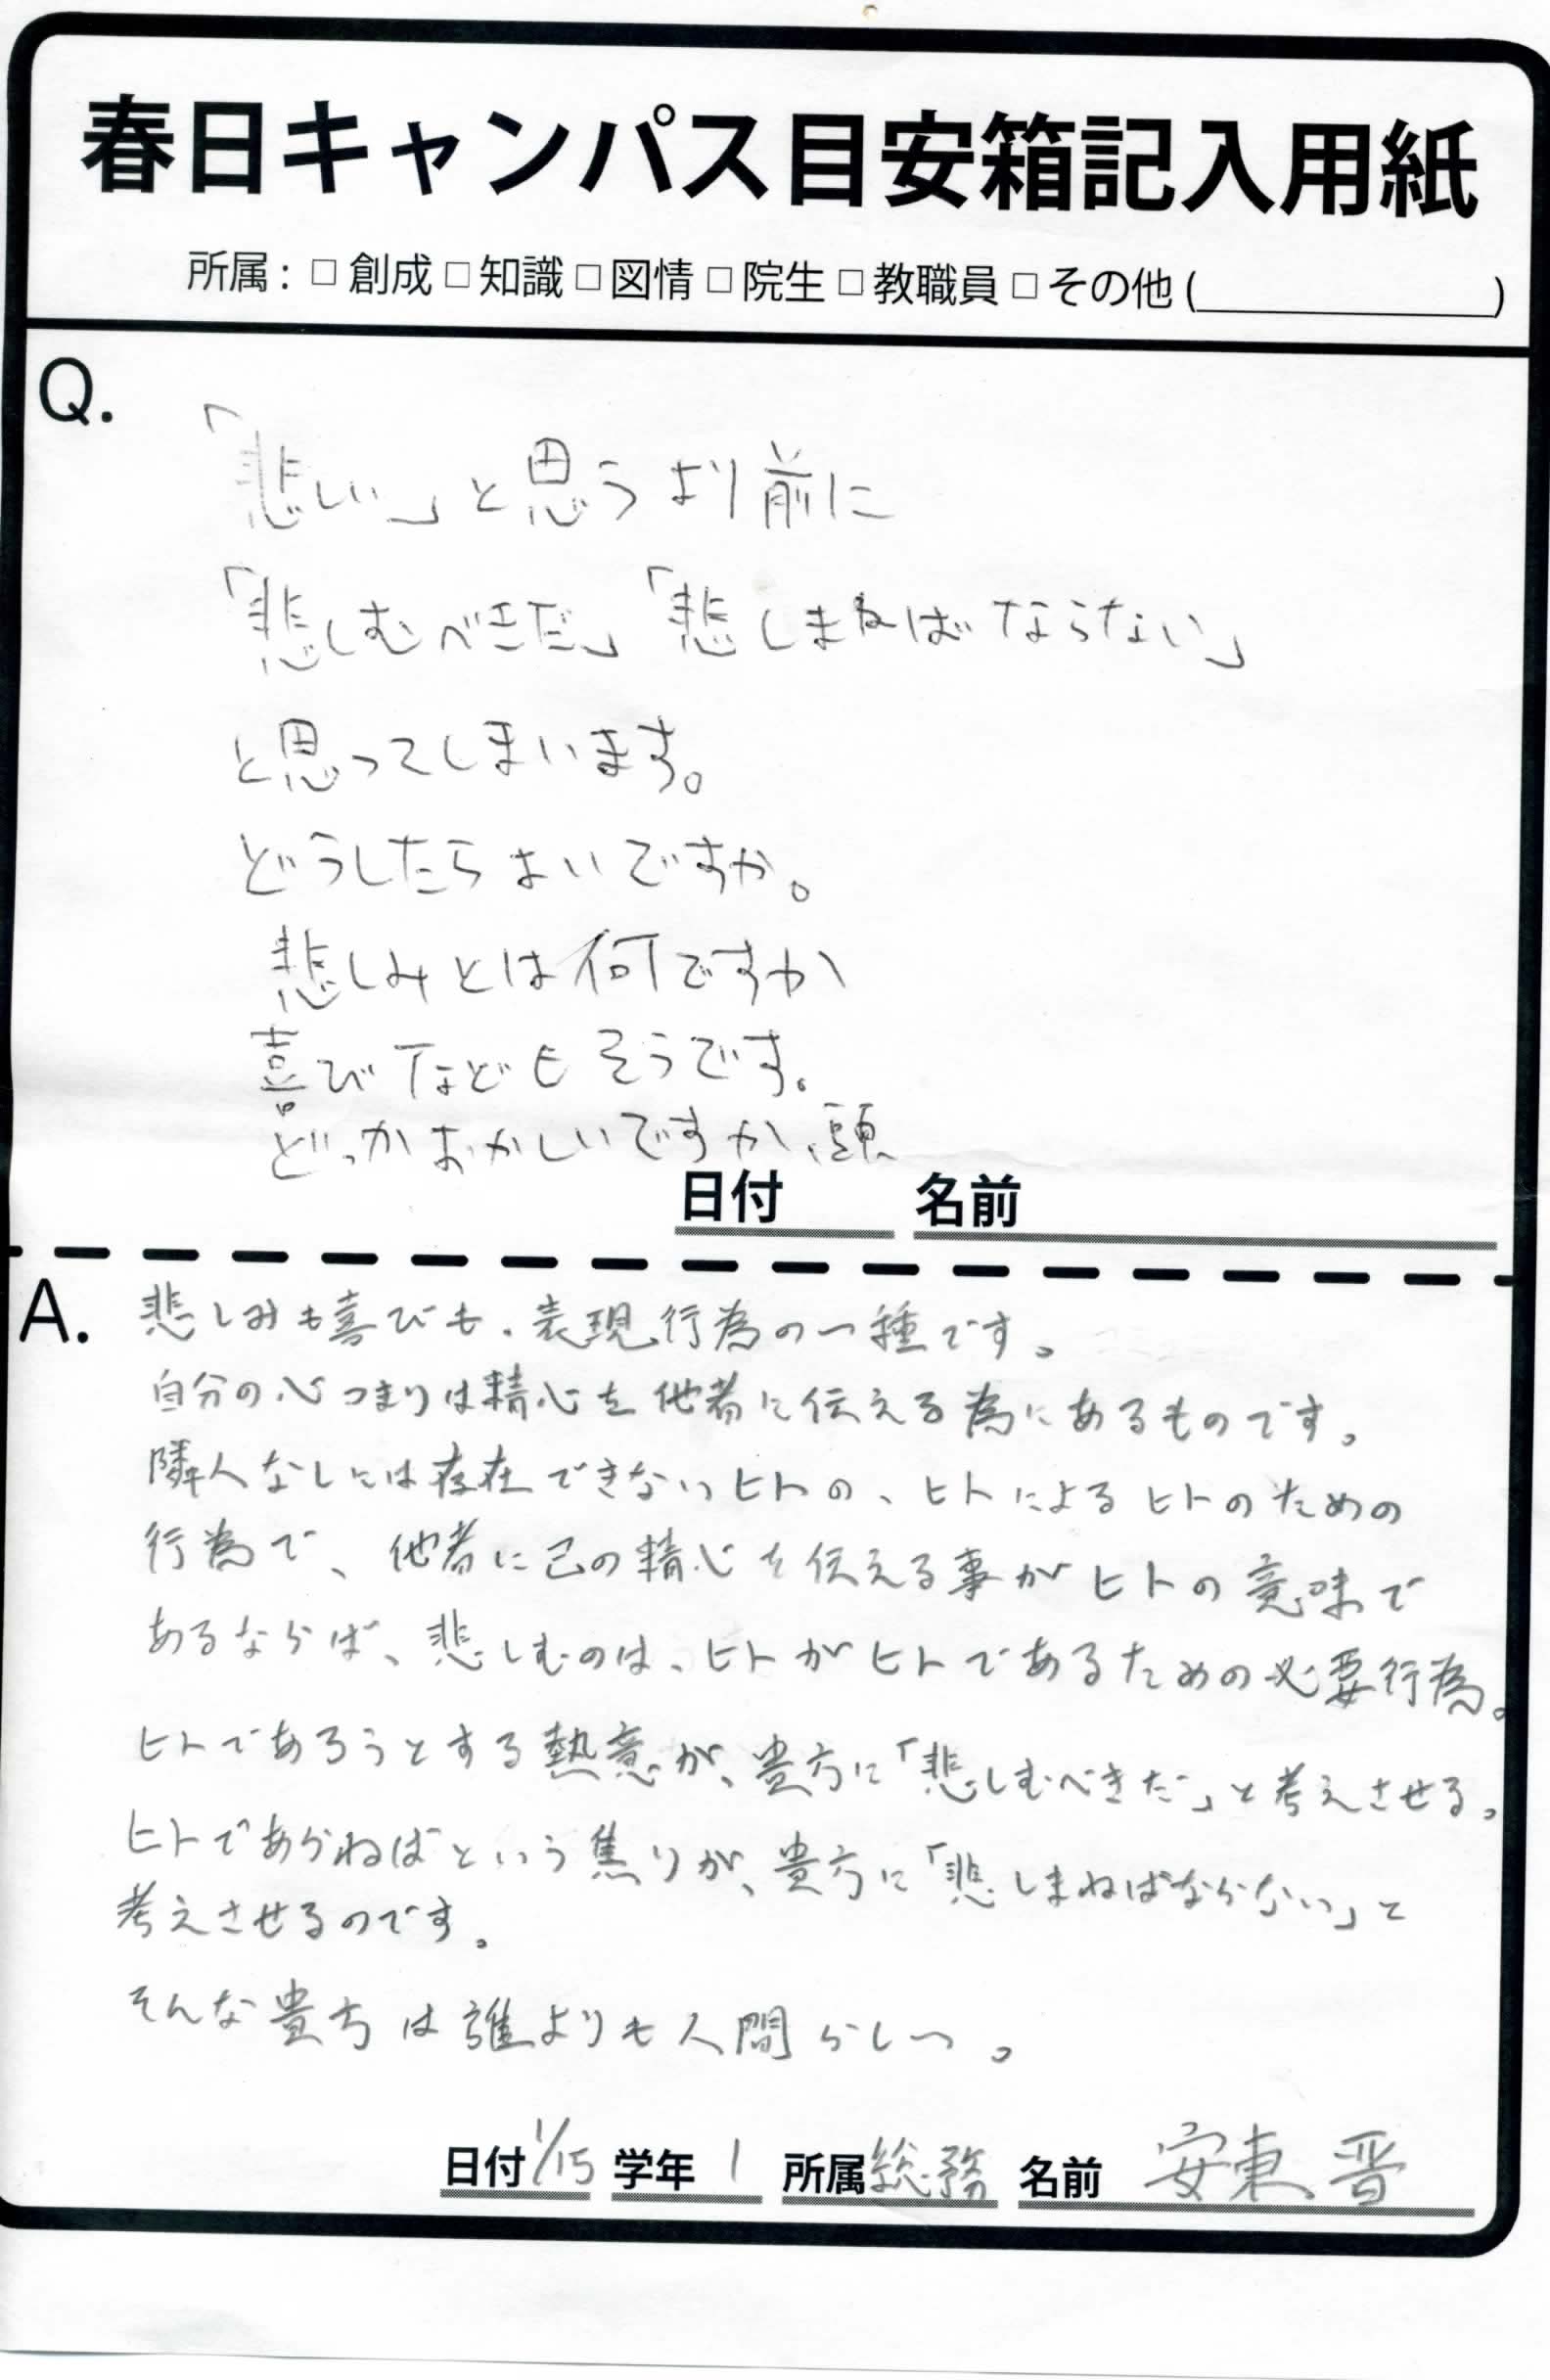 春日キャンパス目安箱記入用紙
所属: □ 創成 □ 知識 □ 図情 □ 院生 □ 教職員 □ その他 (　　　)
Q.
「悲しい」と思うより前に
「悲しむべきだ」「悲しまねばならない」
と思ってしまいます。
どうしたらよいですか。
悲しみとは何ですか
喜びなどもそうです。
どっかおかしいですか、頭
日付 名前
A.
悲しみも喜びも、表現行為の一種です。
自分の心つまりは精心を他者に伝える為にあるものです。
隣人なしには存在できないヒトの、ヒトによるヒトのための
行為で、他者に己の精心を伝える事がヒトの意味で
あるならば、悲しむのは、ヒトがヒトであるための必要行為。
ヒトであろうとする熱意が、貴方に「悲しむべきだ」と考えさせる。
ヒトであらねばという焦りが、貴方に「悲しまねばならない」と
考えさせるのです。
そんな貴方は誰よりも人間らしい。
日付 1/15 学年 1 所属 総務 名前 安東晋